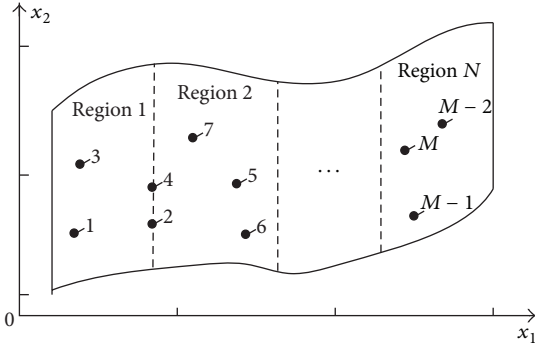 x₂
Region N
Region 2
Region 1
M − 2
7
M
3
4
5
...
M − 1
2
1
6
0
x₁